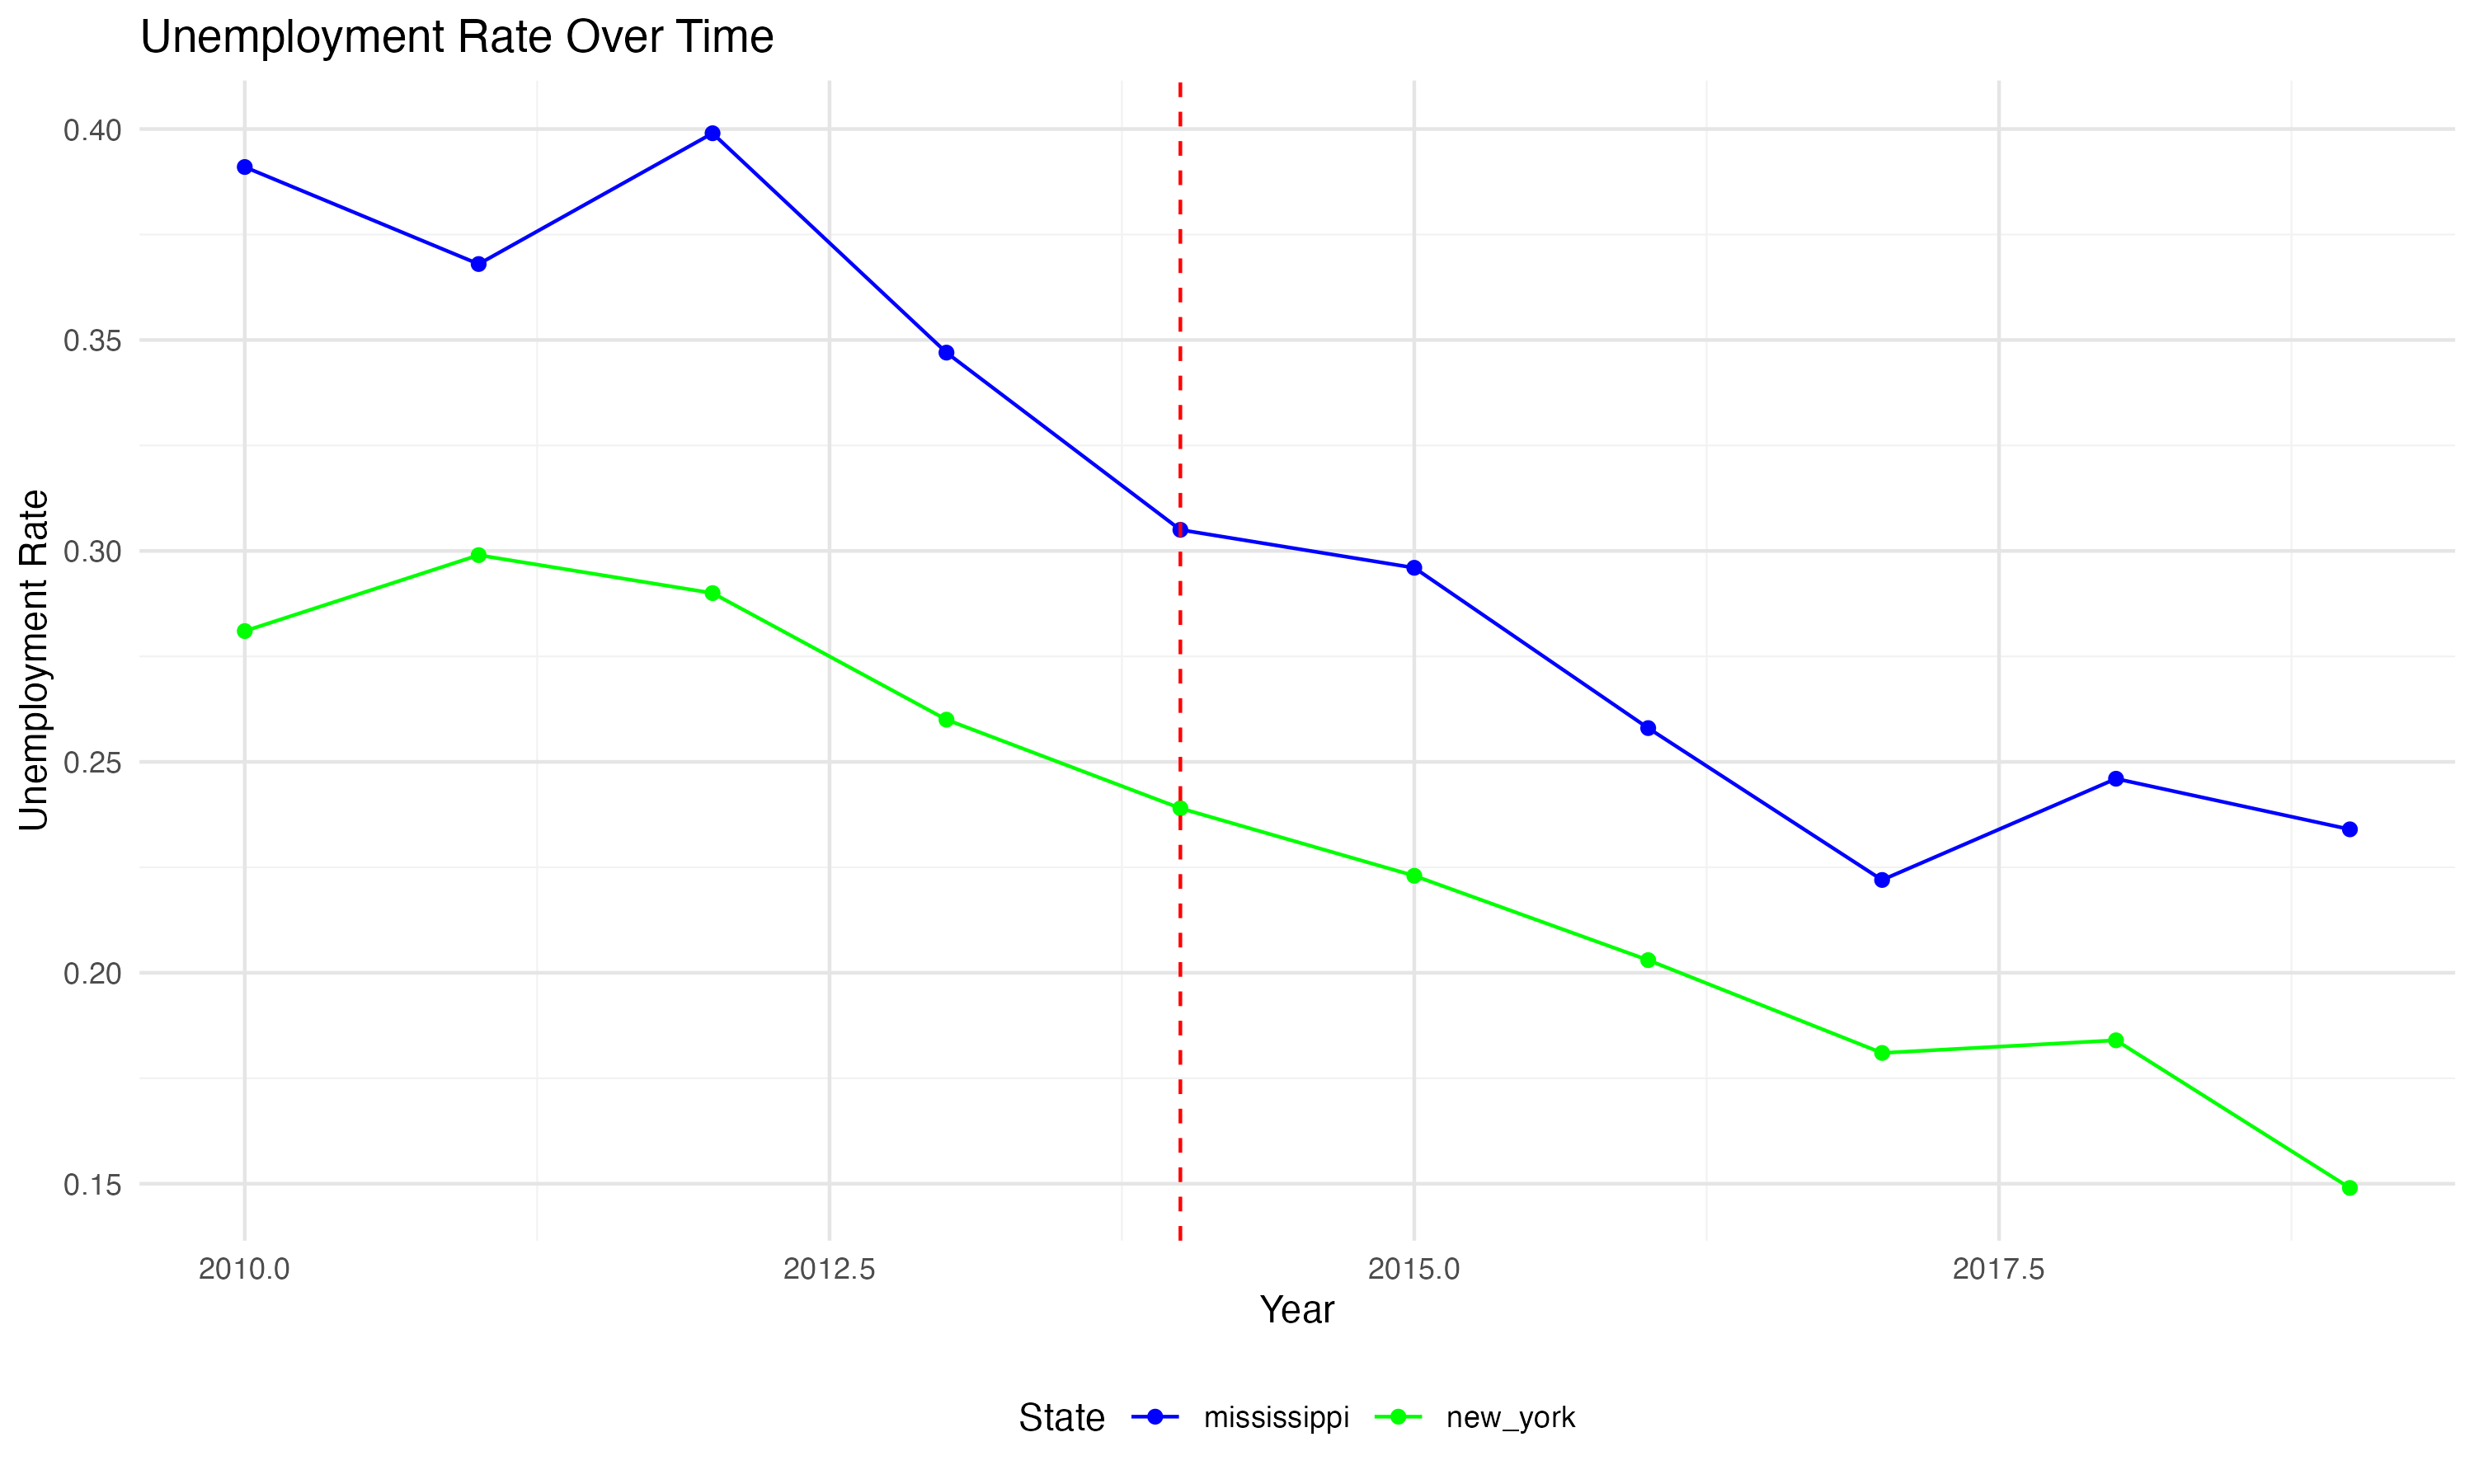 Unemployment Rate Over Time
Unemployment Rate
0.40
0.35
0.30
0.25
0.20
0.15
2010.0 2012.5 2015.0 2017.5
Year
State mississippi new_york